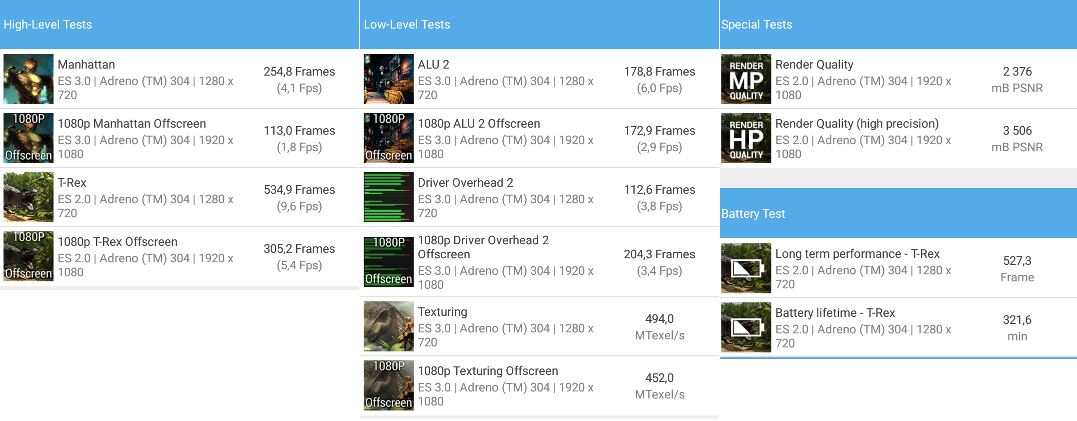 High-Level Tests
Manhattan
ES 3.0 | Adreno (TM) 304 | 1280 x
720
254,8 Frames
(4,1 Fps)
1080P
Offscreen
1080p Manhattan Offscreen
ES 3.0 | Adreno (TM) 304 | 1920 x
1080
113,0 Frames
(1,8 Fps)
T-Rex
ES 2.0 | Adreno (TM) 304 | 1280 x
720
534,9 Frames
(9,6 Fps)
1080P
Offscreen
1080p T-Rex Offscreen
ES 2.0 | Adreno (TM) 304 | 1920 x
1080
305,2 Frames
(5,4 Fps)
Low-Level Tests
ALU 2
ES 3.0 | Adreno (TM) 304 | 1280 x
720
178,8 Frames
(6,0 Fps)
1080P
Offscreen
1080p ALU 2 Offscreen
ES 3.0 | Adreno (TM) 304 | 1920 x
1080
172,9 Frames
(2,9 Fps)
Driver Overhead 2
ES 3.0 | Adreno (TM) 304 | 1280 x
720
112,6 Frames
(3,8 Fps)
1080P
Offscreen
1080p Driver Overhead 2
Offscreen
ES 3.0 | Adreno (TM) 304 | 1920 x
1080
204,3 Frames
(3,4 Fps)
Texturing
ES 3.0 | Adreno (TM) 304 | 1280 x
720
494,0
MTexel/s
1080P
Offscreen
1080p Texturing Offscreen
ES 3.0 | Adreno (TM) 304 | 1920 x
1080
452,0
MTexel/s
Special Tests
RENDER
MP
QUALITY
Render Quality
ES 2.0 | Adreno (TM) 304 | 1920 x
1080
2 376
mB PSNR
RENDER
HP
QUALITY
Render Quality (high precision)
ES 2.0 | Adreno (TM) 304 | 1920 x
1080
3 506
mB PSNR
Battery Test
Long term performance - T-Rex
ES 2.0 | Adreno (TM) 304 | 1280 x
720
527,3
Frame
Battery lifetime - T-Rex
ES 2.0 | Adreno (TM) 304 | 1280 x
720
321,6
min